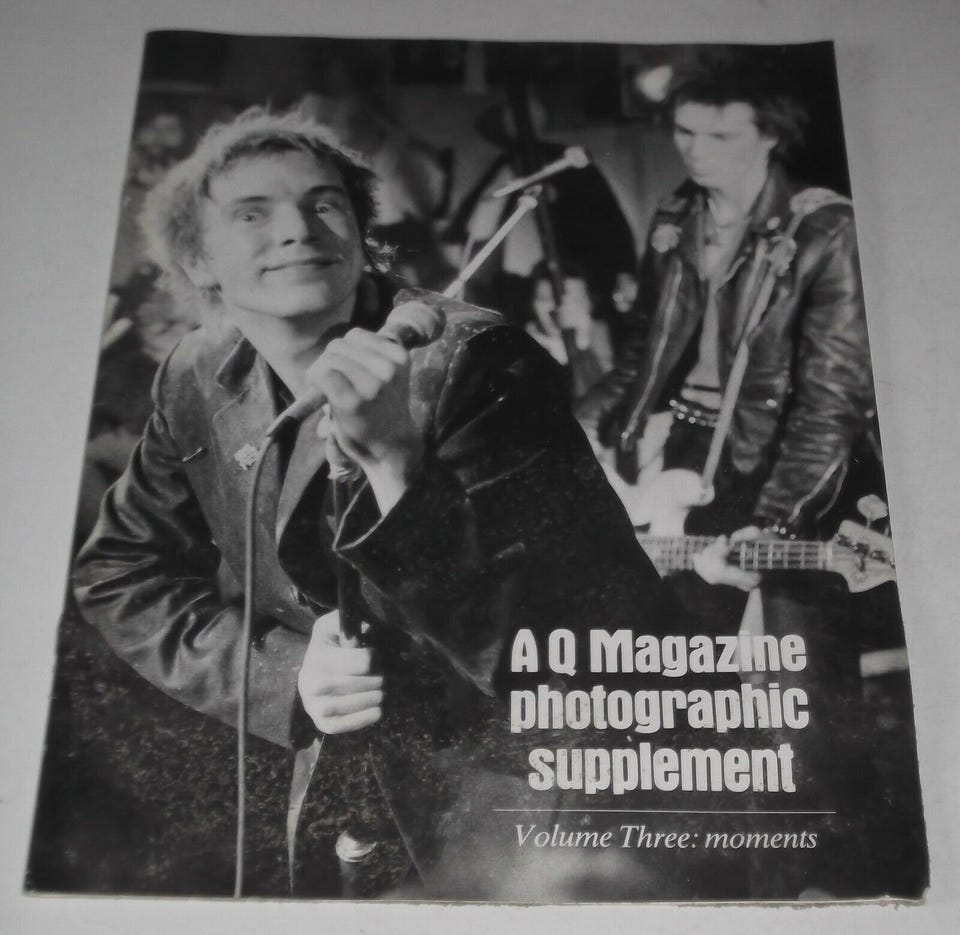 A Q Magazine
photographic
supplement
Volume Three: moments